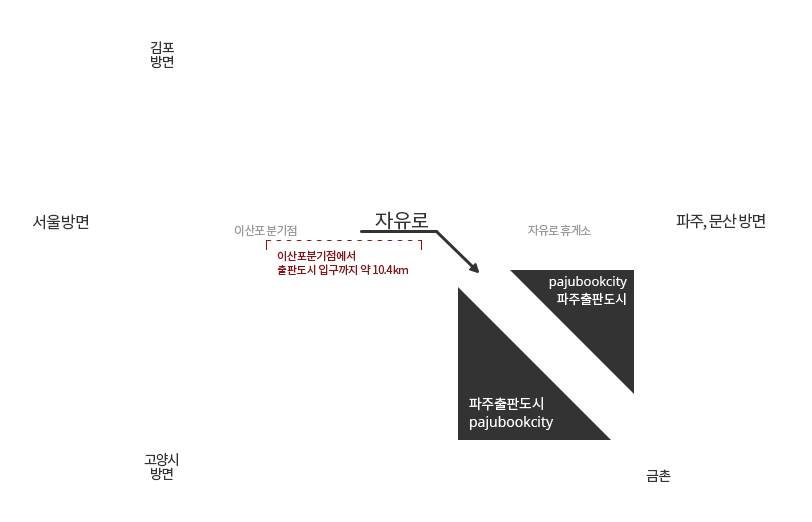 김포
방면
서울방면
이산포 분기점
자유로
자유로 휴게소
파주, 문산 방면
이산포분기점에서
출판도시 입구까지 약 10.4km
pajubookcity
파주출판도시
파주출판도시
pajubookcity
고양시
방면
금촌